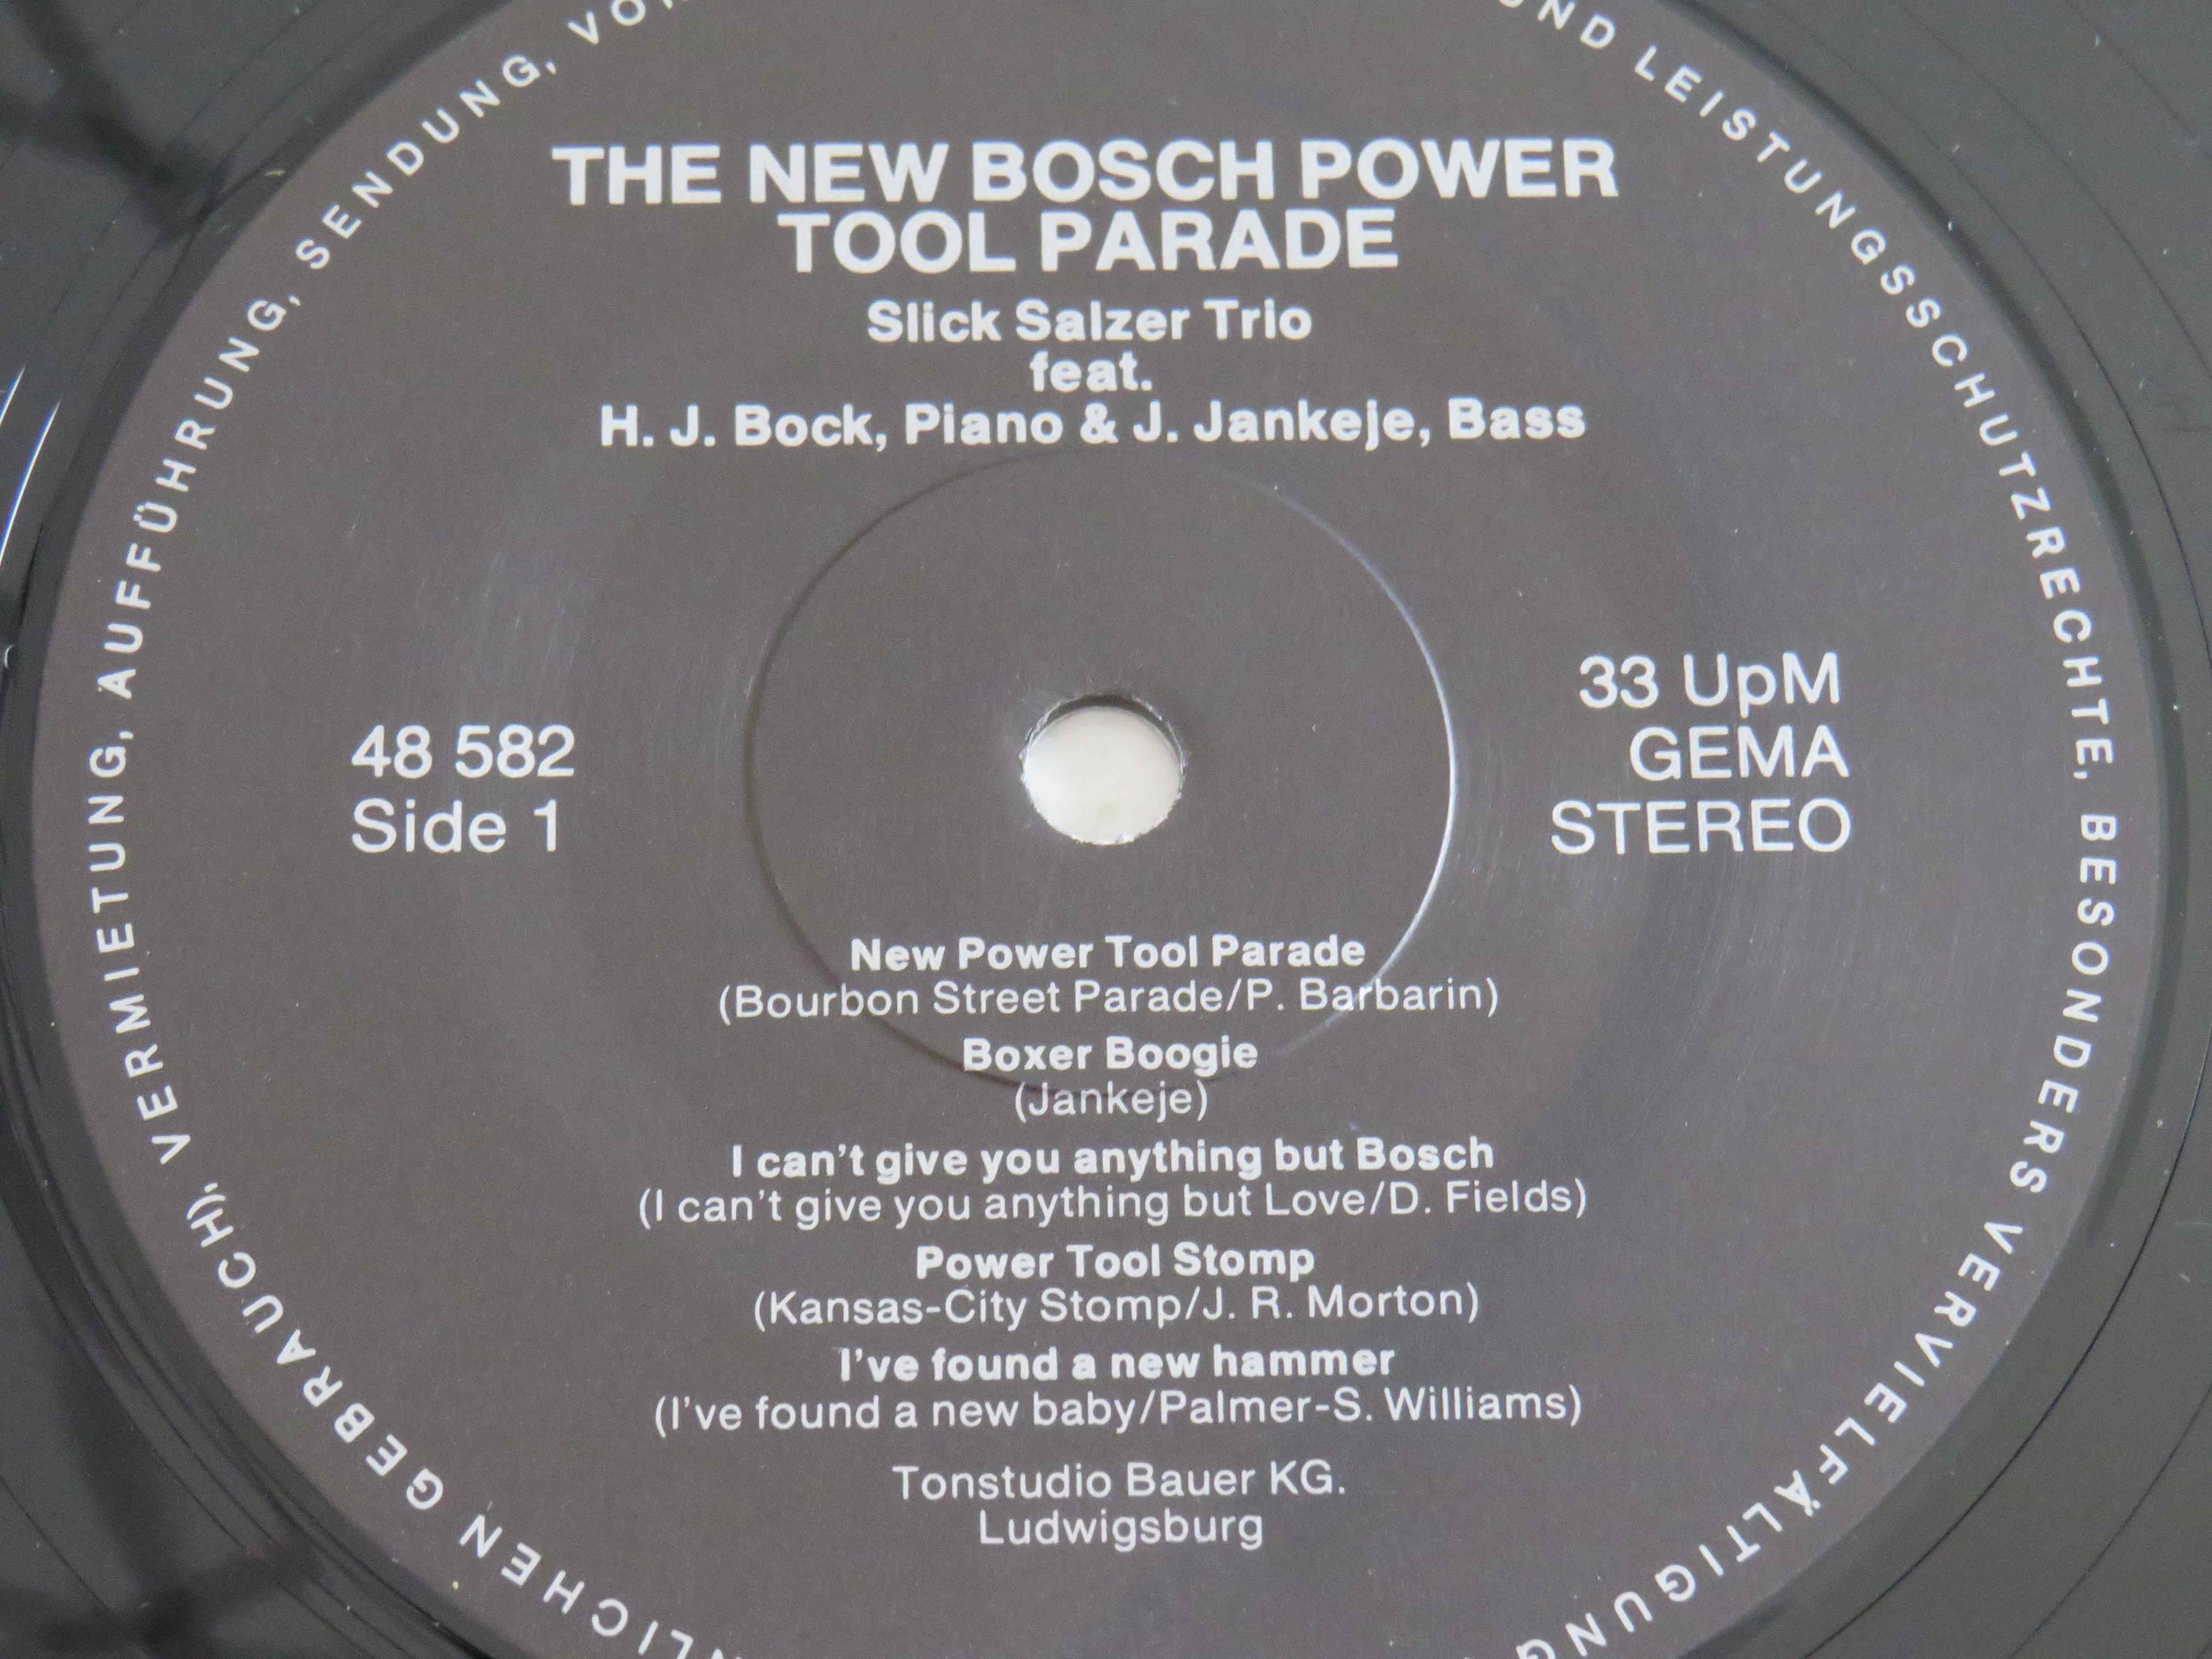 THE NEW BOSCH POWER
TOOL PARADE
Slick Salzer Trio
feat.
H. J. Bock, Piano & J. Jankeje, Bass
48 582
Side 1
33 UpM
GEMA
STEREO
New Power Tool Parade
(Bourbon Street Parade/P. Barbarin)
Boxer Boogie
(Jankeje)
I can't give you anything but Bosch
(I can't give you anything but Love/D. Fields)
Power Tool Stomp
(Kansas-City Stomp/J. R. Morton)
I've found a new hammer
(I've found a new baby/Palmer-S. Williams)
Tonstudio Bauer KG.
Ludwigsburg
LEISTUNGSSCHUTZRECHTE, BESONDERS VERVIELFÄLTIGUNG
GEBRAUCH), VERMIETUNG, AUFFÜHRUNG, SENDUNG,